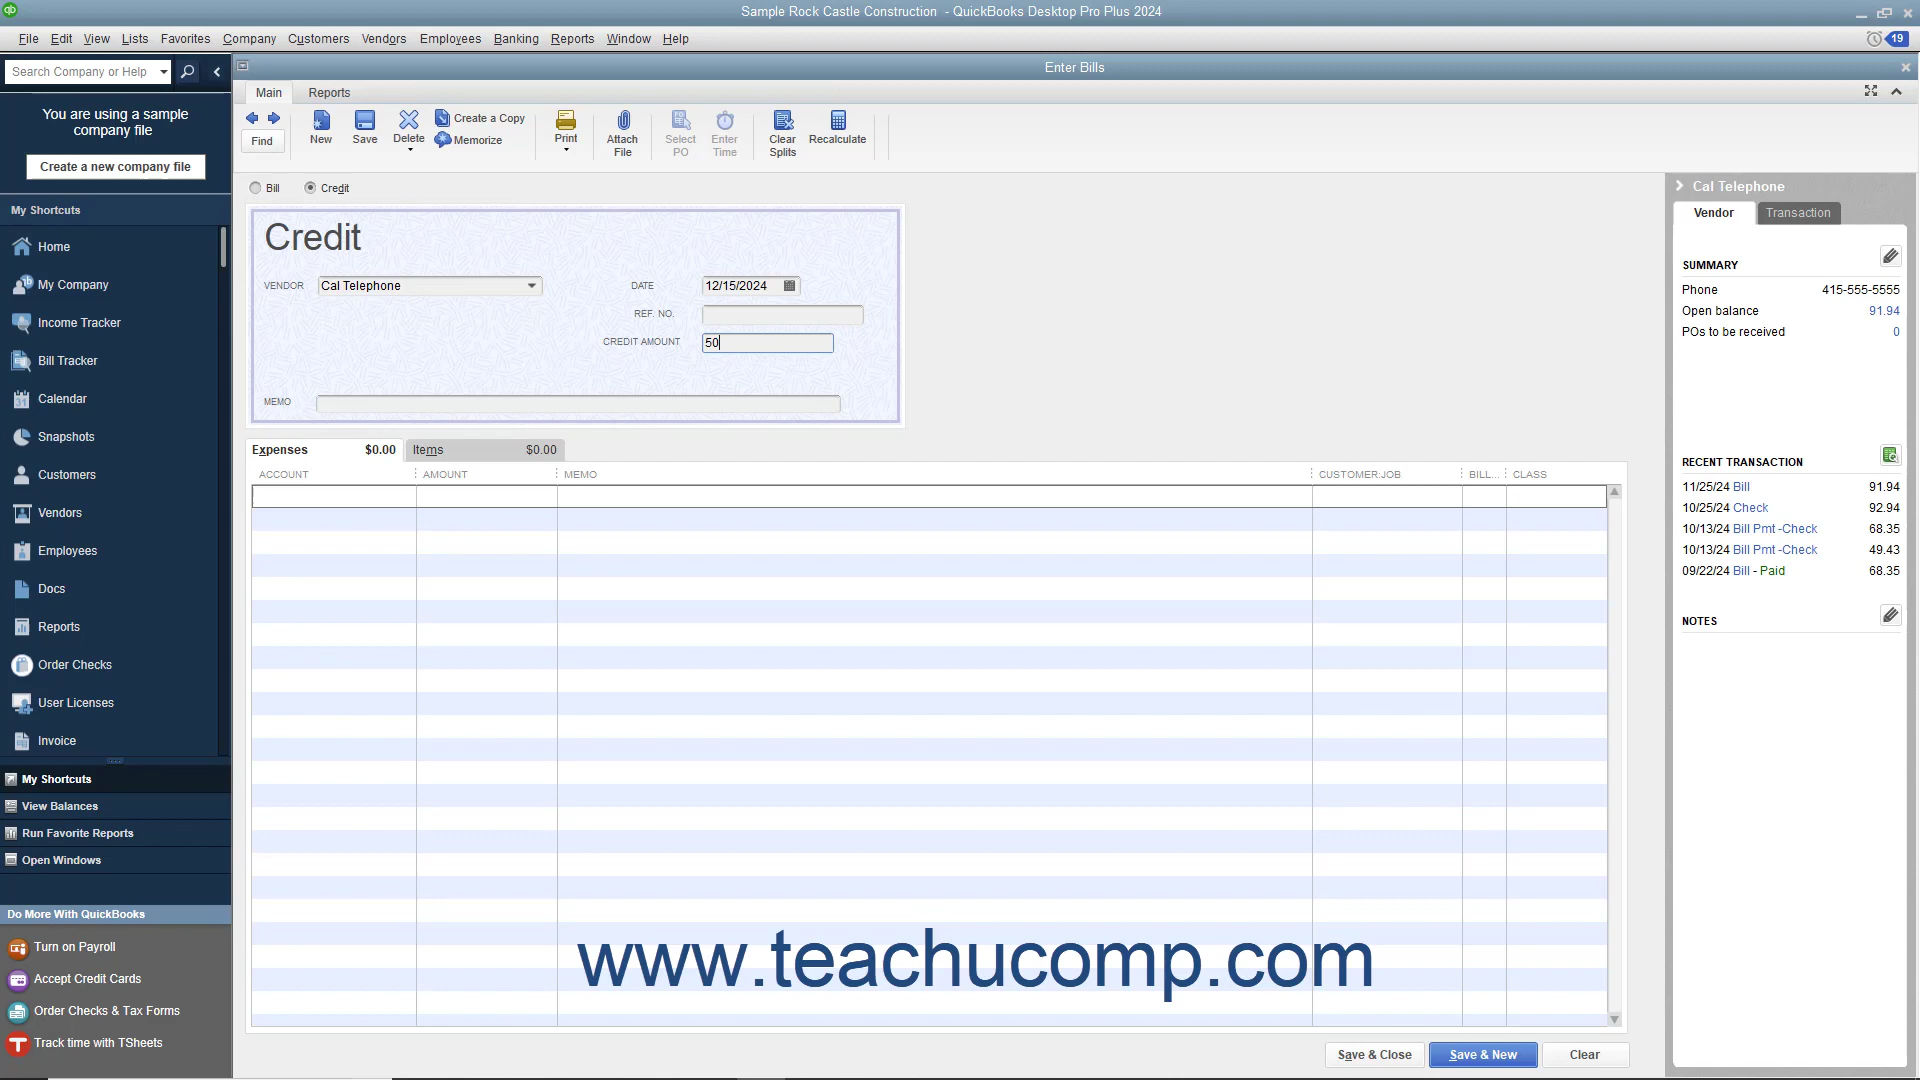 Sample Rock Castle Construction - QuickBooks Desktop Pro Plus 2024
File Edit View Lists Favorites Company Customers Vendors Employees Banking Reports Window Help
19
Search Company or Help
Enter Bills
You are using a sample
company file
Create a new company file
My Shortcuts
Home
My Company
Income Tracker
Bill Tracker
Calendar
Snapshots
Customers
Vendors
Employees
Docs
Reports
Order Checks
User Licenses
Invoice
My Shortcuts
View Balances
Run Favorite Reports
Open Windows
Do More With QuickBooks
Turn on Payroll
Accept Credit Cards
Order Checks & Tax Forms
Track time with TSheets
Main Reports
Find
New
Save
Delete
Create a Copy
Memorize
Print
Attach
File
Select
PO
Enter
Time
Clear
Splits
Recalculate
Bill Credit
Credit
VENDOR Cal Telephone
DATE 12/15/2024
REF. NO.
CREDIT AMOUNT 50
MEMO
Expenses $0.00 Items $0.00
ACCOUNT AMOUNT MEMO CUSTOMER:JOB BILL... CLASS
www.teachucomp.com
Save & Close Save & New Clear
Cal Telephone
Vendor Transaction
SUMMARY
Phone 415-555-5555
Open balance 91.94
POs to be received 0
RECENT TRANSACTION
11/25/24 Bill 91.94
10/25/24 Check 92.94
10/13/24 Bill Pmt -Check 68.35
10/13/24 Bill Pmt -Check 49.43
09/22/24 Bill - Paid 68.35
NOTES